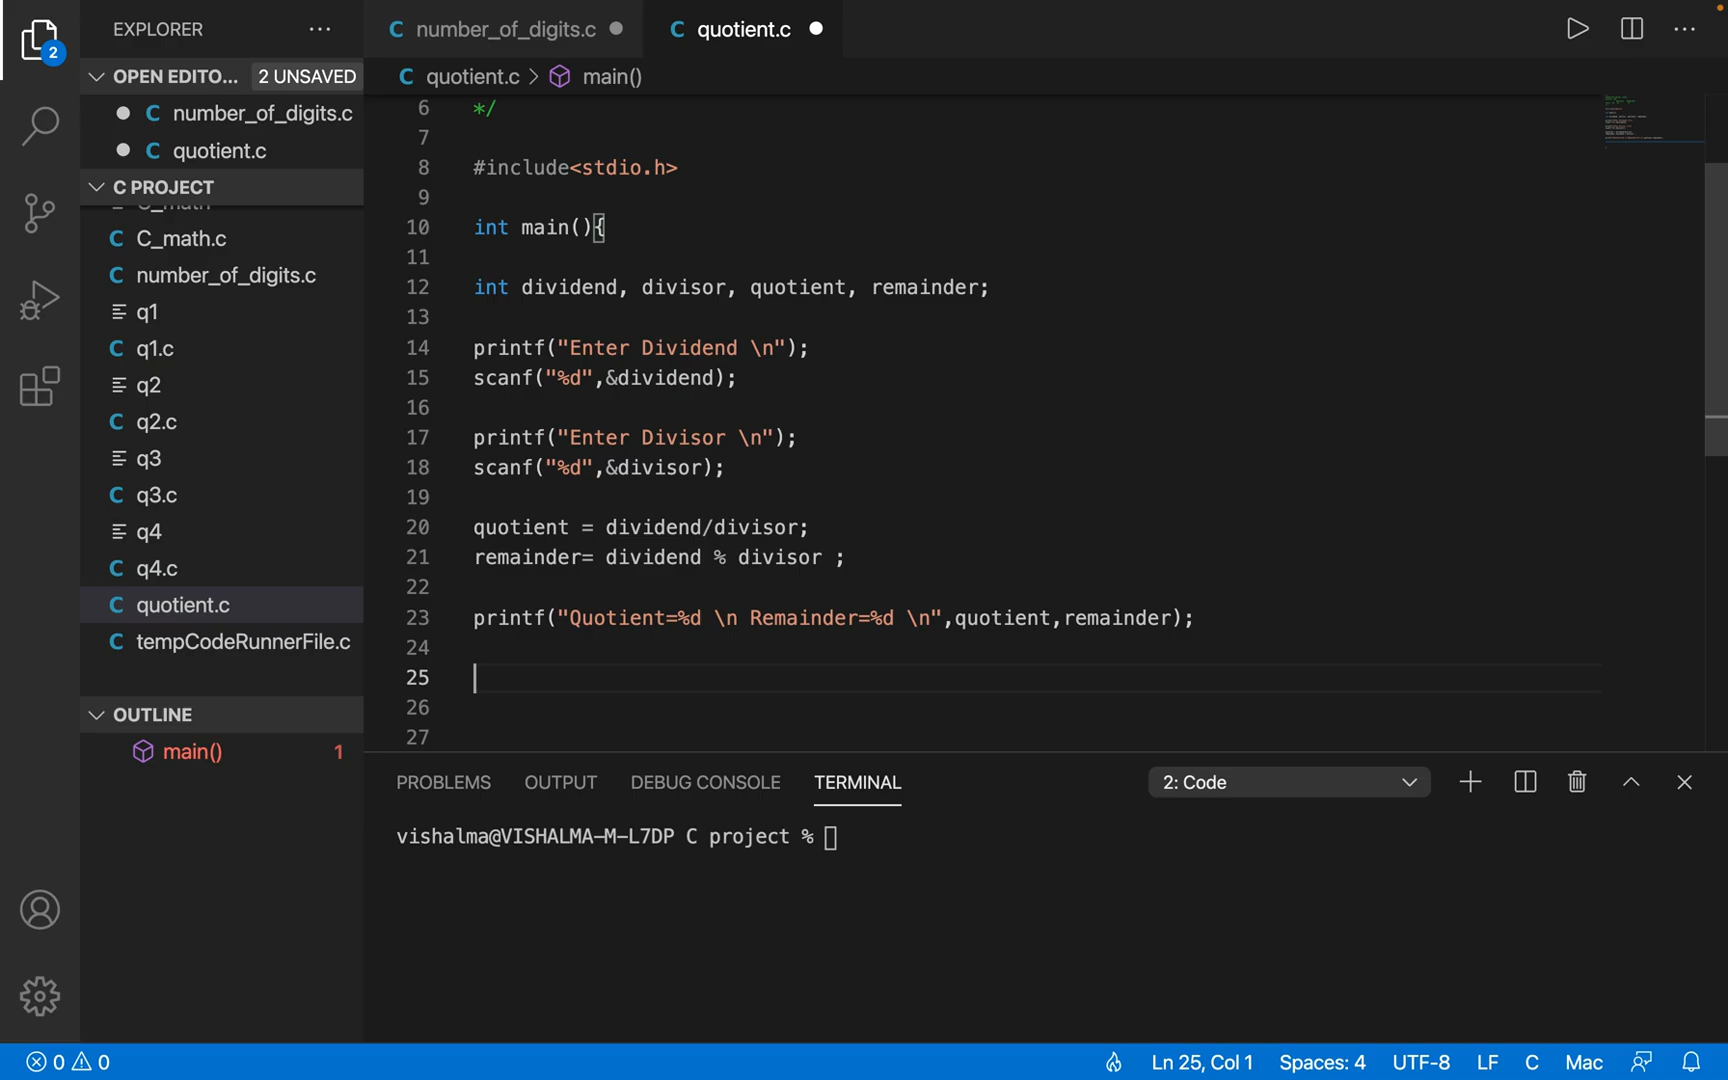 EXPLORER ...
OPEN EDITO... 2 UNSAVED
C number_of_digits.c
C quotient.c
C PROJECT
C_math
C C_math.c
C number_of_digits.c
q1
C q1.c
q2
C q2.c
q3
C q3.c
q4
C q4.c
C quotient.c
C tempCodeRunnerFile.c
OUTLINE
main() 1
2
C number_of_digits.c
C quotient.c
C quotient.c > main()
6 */
7
8 #include<stdio.h>
9
10 int main(){
11
12 int dividend, divisor, quotient, remainder;
13
14 printf("Enter Dividend \n");
15 scanf("%d",&dividend);
16
17 printf("Enter Divisor \n");
18 scanf("%d",&divisor);
19
20 quotient = dividend/divisor;
21 remainder= dividend % divisor ;
22
23 printf("Quotient=%d \n Remainder=%d \n",quotient,remainder);
24
25
26
27
PROBLEMS OUTPUT DEBUG CONSOLE TERMINAL 2: Code
vishalma@VISHALMA-M-L7DP C project %
0 0 Ln 25, Col 1 Spaces: 4 UTF-8 LF C Mac